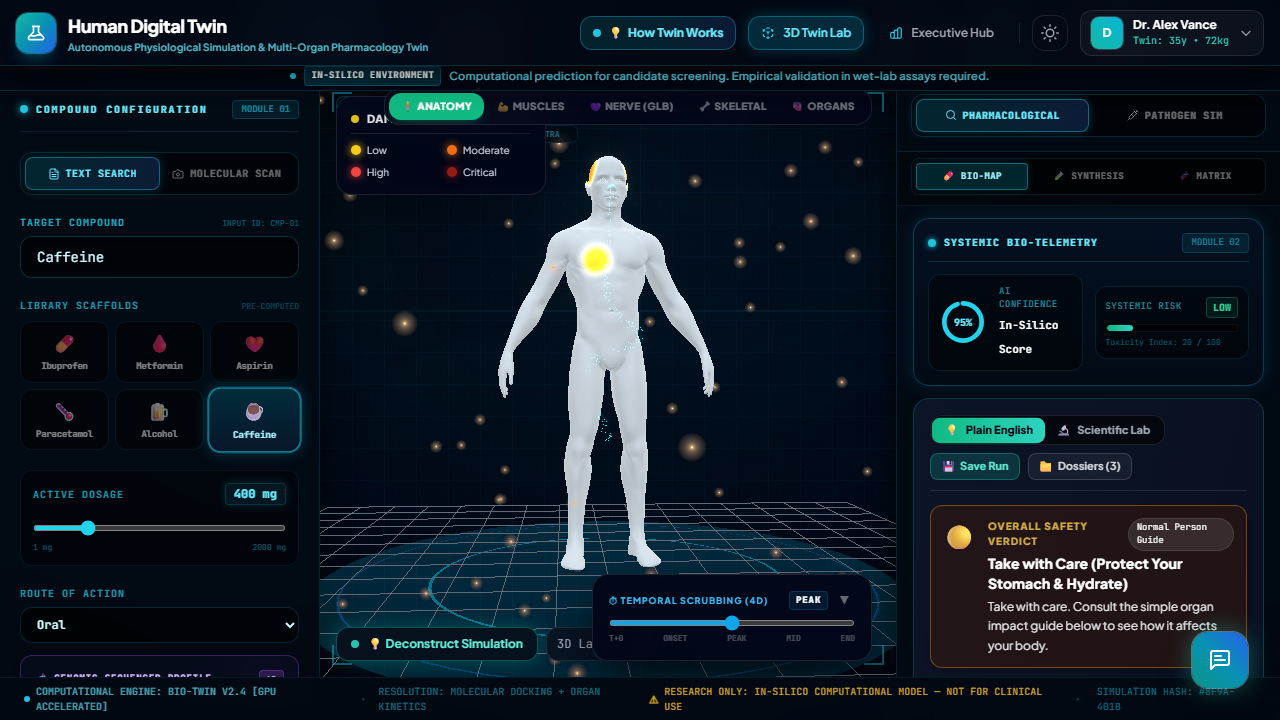 Human Digital Twin
Autonomous Physiological Simulation & Multi-Organ Pharmacology Twin
How Twin Works
3D Twin Lab
Executive Hub
D
Dr. Alex Vance
Twin: 35y • 72kg
IN-SILICO ENVIRONMENT
Computational prediction for candidate screening. Empirical validation in wet-lab assays required.
COMPOUND CONFIGURATION
MODULE 01
TEXT SEARCH
MOLECULAR SCAN
TARGET COMPOUND
INPUT ID: CMP-01
Caffeine
LIBRARY SCAFFOLDS
PRE-COMPUTED
Ibuprofen
Metformin
Aspirin
Paracetamol
Alcohol
Caffeine
ACTIVE DOSAGE
400 mg
1 mg
2000 mg
ROUTE OF ACTION
Oral
ANATOMY
MUSCLES
NERVE (GLB)
SKELETAL
ORGANS
Low
Moderate
High
Critical
TEMPORAL SCRUBBING (4D)
PEAK
T+0
ONSET
PEAK
MID
END
Deconstruct Simulation
3D La
PHARMACOLOGICAL
PATHOGEN SIM
BIO-MAP
SYNTHESIS
MATRIX
SYSTEMIC BIO-TELEMETRY
MODULE 02
95%
AI
CONFIDENCE
In-Silico
Score
SYSTEMIC RISK
LOW
Toxicity Index: 20 / 100
Plain English
Scientific Lab
Save Run
Dossiers (3)
OVERALL SAFETY
VERDICT
Normal Person
Guide
Take with Care (Protect Your
Stomach & Hydrate)
Take with care. Consult the simple organ
impact guide below to see how it affects
your body.
COMPUTATIONAL ENGINE: BIO-TWIN V2.4 [GPU
ACCELERATED]
RESOLUTION: MOLECULAR DOCKING + ORGAN
KINETICS
RESEARCH ONLY: IN-SILICO COMPUTATIONAL MODEL — NOT FOR CLINICAL
USE
SIMULATION HASH: #8F9A-
401B